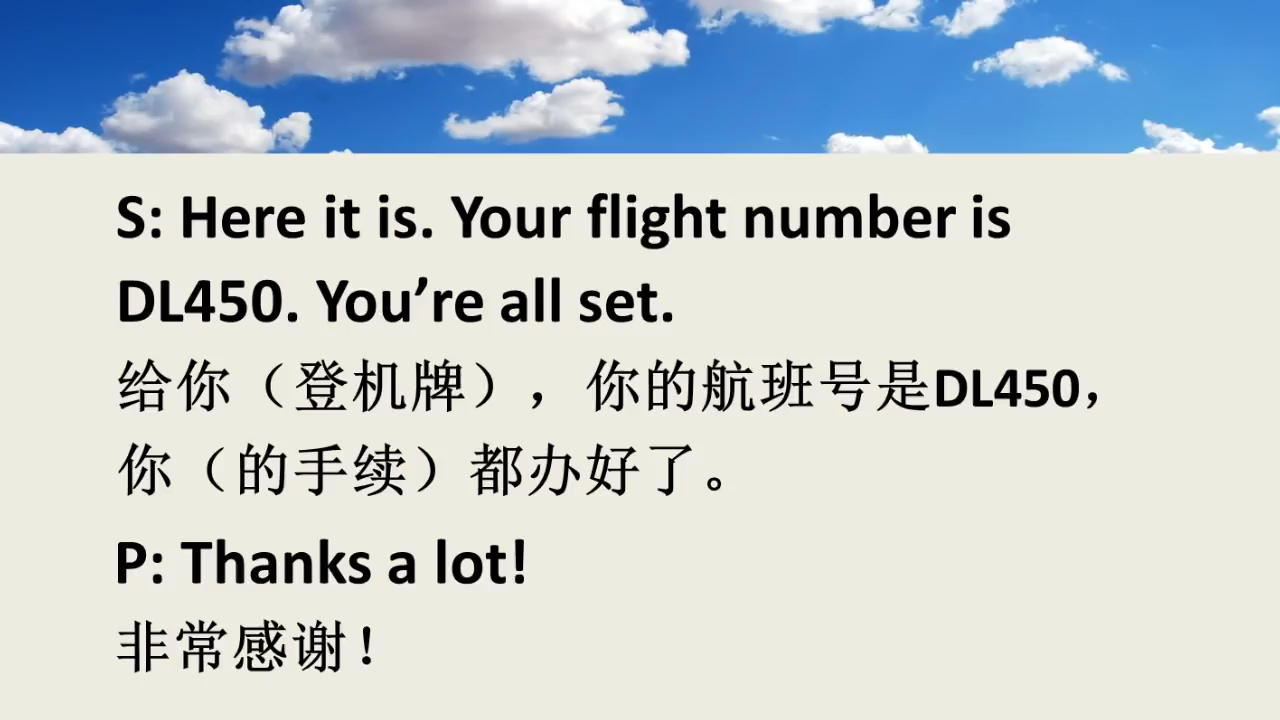 S: Here it is. Your flight number is
DL450. You’re all set.
给你（登机牌），你的航班号是DL450，
你（的手续）都办好了。
P: Thanks a lot!
非常感谢！